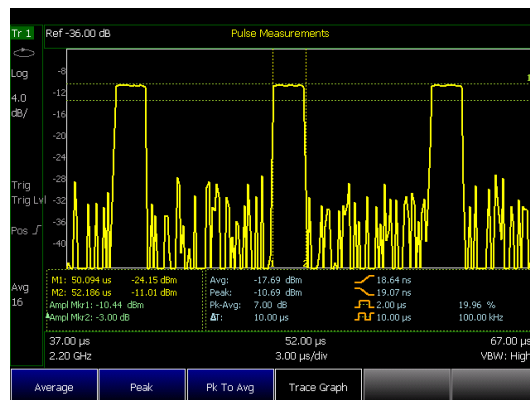 Tr 1 Ref -36.00 dB Pulse Measurements
Log
4.0
dB/
Trig
Trig Lvl
Pos
Avg
16
-8
-12
-16
-20
-24
-28
-32
-36
-40
M1: 50.094 us -24.15 dBm
M2: 52.186 us -11.01 dBm
Ampl Mkr1: -10.44 dBm
Ampl Mkr2: -3.00 dB
Avg: -17.69 dBm 18.64 ns
Peak: -10.69 dBm 19.07 ns
Pk-Avg: 7.00 dB 2.00 µs 19.96 %
ΔT: 10.00 µs 10.00 µs 100.00 kHz
37.00 µs 52.00 µs 67.00 µs
2.20 GHz 3.00 µs/div VBW: High
Average Peak Pk To Avg Trace Graph